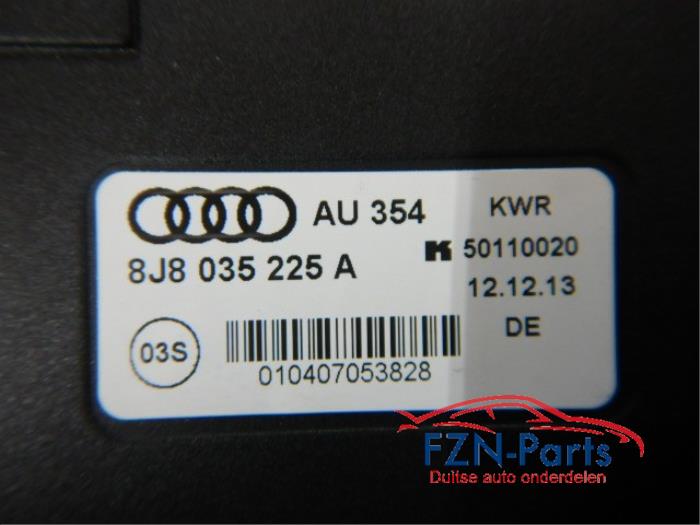 AU 354
KWR
8J8 035 225 A
K 50110020
12.12.13
03S
DE
010407053828
FZN-Parts
Duitse auto onderdelen